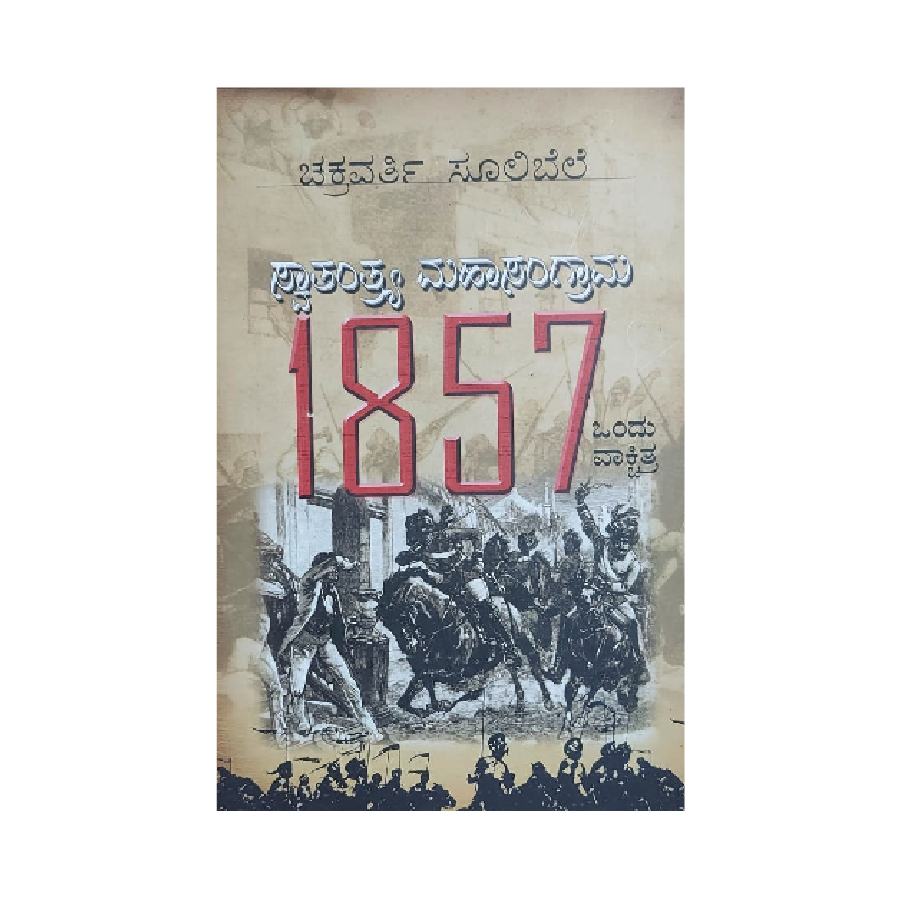 ಚಕ್ರವರ್ತಿ ಸೂಲಿಬೆಲೆ
ಸ್ವಾತಂತ್ರ್ಯ ಮಹಾಸಂಗ್ರಾಮ
1857
ಒಂದು
ವಾಕ್ಚಿತ್ರ